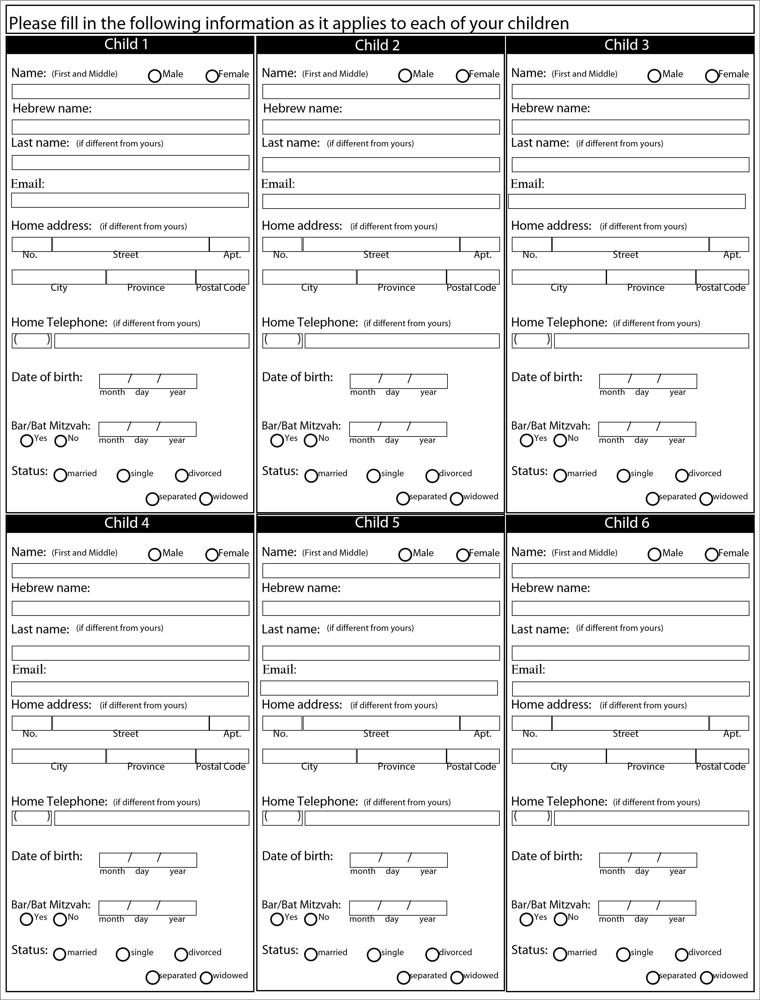 Please fill in the following information as it applies to each of your children
Child 1
Name: (First and Middle) Male Female
Hebrew name:
Last name: (if different from yours)
Email:
Home address: (if different from yours)
No. Street Apt.
City Province Postal Code
Home Telephone: (if different from yours)
( )
Date of birth: / /
month day year
Bar/Bat Mitzvah: / /
Yes No month day year
Status: married single divorced
separated widowed
Child 2
Name: (First and Middle) Male Female
Hebrew name:
Last name: (if different from yours)
Email:
Home address: (if different from yours)
No. Street Apt.
City Province Postal Code
Home Telephone: (if different from yours)
( )
Date of birth: / /
month day year
Bar/Bat Mitzvah: / /
Yes No month day year
Status: married single divorced
separated widowed
Child 3
Name: (First and Middle) Male Female
Hebrew name:
Last name: (if different from yours)
Email:
Home address: (if different from yours)
No. Street Apt.
City Province Postal Code
Home Telephone: (if different from yours)
( )
Date of birth: / /
month day year
Bar/Bat Mitzvah: / /
Yes No month day year
Status: married single divorced
separated widowed
Child 4
Name: (First and Middle) Male Female
Hebrew name:
Last name: (if different from yours)
Email:
Home address: (if different from yours)
No. Street Apt.
City Province Postal Code
Home Telephone: (if different from yours)
( )
Date of birth: / /
month day year
Bar/Bat Mitzvah: / /
Yes No month day year
Status: married single divorced
separated widowed
Child 5
Name: (First and Middle) Male Female
Hebrew name:
Last name: (if different from yours)
Email:
Home address: (if different from yours)
No. Street Apt.
City Province Postal Code
Home Telephone: (if different from yours)
( )
Date of birth: / /
month day year
Bar/Bat Mitzvah: / /
Yes No month day year
Status: married single divorced
separated widowed
Child 6
Name: (First and Middle) Male Female
Hebrew name:
Last name: (if different from yours)
Email:
Home address: (if different from yours)
No. Street Apt.
City Province Postal Code
Home Telephone: (if different from yours)
( )
Date of birth: / /
month day year
Bar/Bat Mitzvah: / /
Yes No month day year
Status: married single divorced
separated widowed